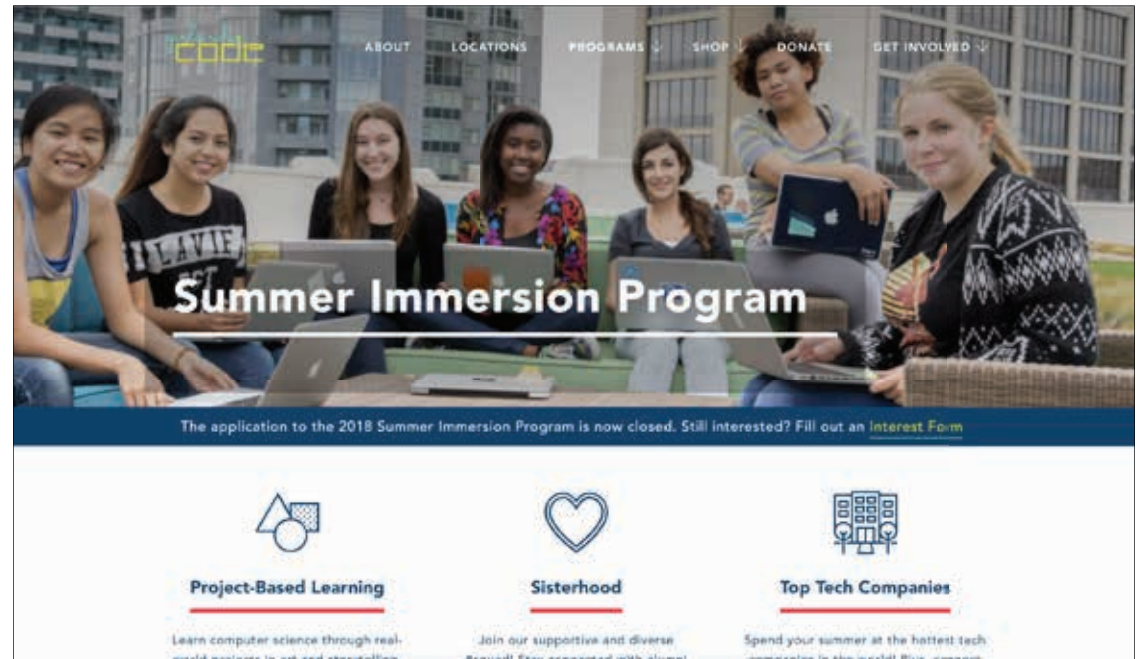 code
ABOUT LOCATIONS PROGRAMS SHOP DONATE GET INVOLVED
LAVIE
EST
Summer Immersion Program
The application to the 2018 Summer Immersion Program is now closed. Still interested? Fill out an Interest Form
Project-Based Learning Sisterhood Top Tech Companies
Learn computer science through real- Join our supportive and diverse Spend your summer at the hottest tech